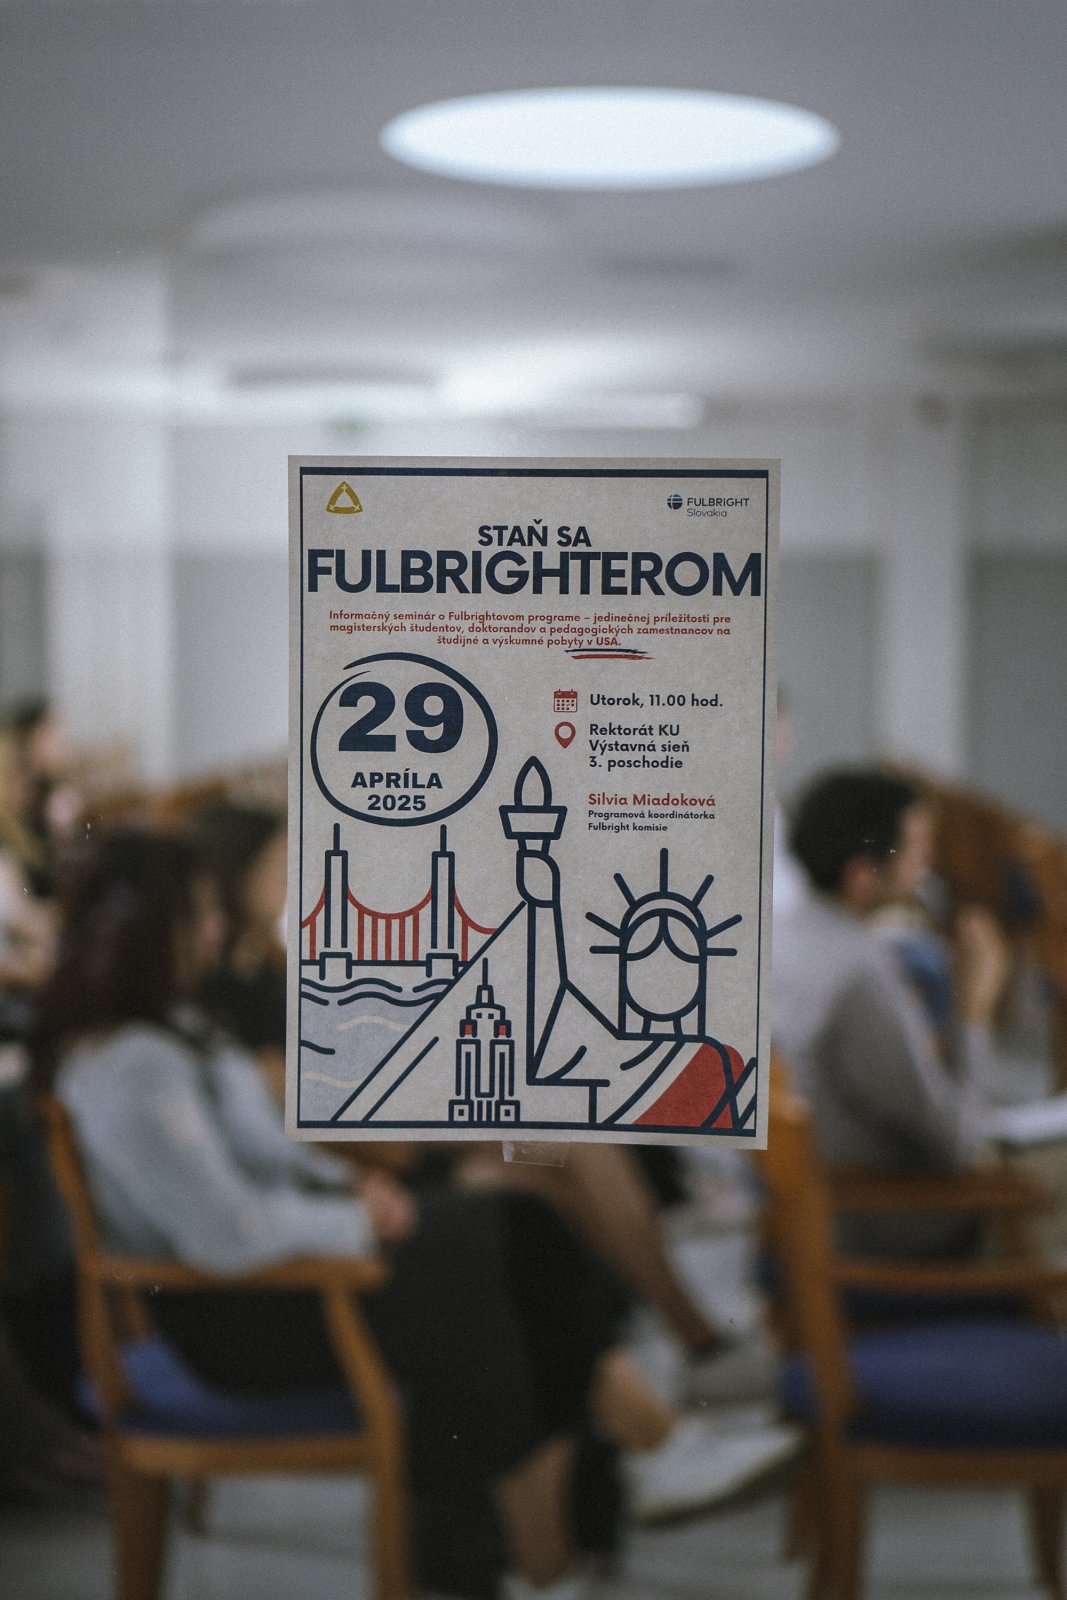 FULBRIGHT
Slovakia
STAŇ SA
FULBRIGHTEROM
Informačný seminár o Fulbrightovom programe – jedinečnej príležitosti pre
magisterských študentov, doktorandov a pedagogických zamestnancov na
študijné a výskumné pobyty v USA.
29
APRÍLA
2025
Utorok, 11.00 hod.
Rektorát KU
Výstavná sieň
3. poschodie
Silvia Miadoková
Programová koordinátorka
Fulbright komisie